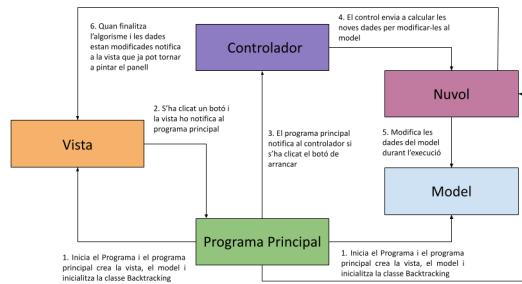 6. Quan finalitza
l'algorisme i les dades
estan modificades notifica
a la vista que ja pot tornar
a pintar el panell
Controlador
4. El control envia a calcular les
noves dades per modificar-les al
model
Nuvol
2. S'ha clicat un botó i
la vista ho notifica al
programa principal
Vista
3. El programa principal
notifica al controlador si
s'ha clicat el botó de
arrancar
5. Modifica les
dades del model
durant l'execució
Model
Programa Principal
1. Inicia el Programa i el programa
principal crea la vista, el model i
inicialitza la classe Backtracking
1. Inicia el Programa i el programa
principal crea la vista, el model i
inicialitza la classe Backtracking